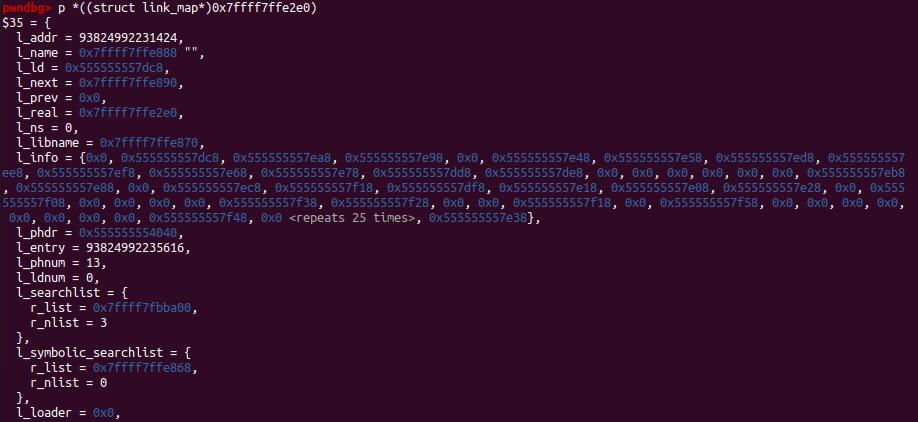 pwndbg> p *((struct link_map*)0x7ffff7ffe2e0)
$35 = {
  l_addr = 93824992231424,
  l_name = 0x7ffff7ffe888 "",
  l_ld = 0x555555557dc8,
  l_next = 0x7ffff7ffe890,
  l_prev = 0x0,
  l_real = 0x7ffff7ffe2e0,
  l_ns = 0,
  l_libname = 0x7ffff7ffe870,
  l_info = {0x0, 0x555555557dc8, 0x555555557ea8, 0x555555557e98, 0x0, 0x555555557e48, 0x555555557e58, 0x555555557ed8, 0x555555557
ee8, 0x555555557ef8, 0x555555557e68, 0x555555557e78, 0x555555557dd8, 0x555555557de8, 0x0, 0x0, 0x0, 0x0, 0x0, 0x0, 0x555555557eb8
, 0x555555557e88, 0x0, 0x555555557ec8, 0x555555557f18, 0x555555557df8, 0x555555557e18, 0x555555557e08, 0x555555557e28, 0x0, 0x555
555557f08, 0x0, 0x0, 0x0, 0x0, 0x555555557f38, 0x555555557f28, 0x0, 0x0, 0x555555557f18, 0x0, 0x555555557f58, 0x0, 0x0, 0x0, 0x0,
 0x0, 0x0, 0x0, 0x0, 0x555555557f48, 0x0 <repeats 25 times>, 0x555555557e38},
  l_phdr = 0x555555554040,
  l_entry = 93824992235616,
  l_phnum = 13,
  l_ldnum = 0,
  l_searchlist = {
    r_list = 0x7ffff7fbba00,
    r_nlist = 3
  },
  l_symbolic_searchlist = {
    r_list = 0x7ffff7ffe868,
    r_nlist = 0
  },
  l_loader = 0x0,